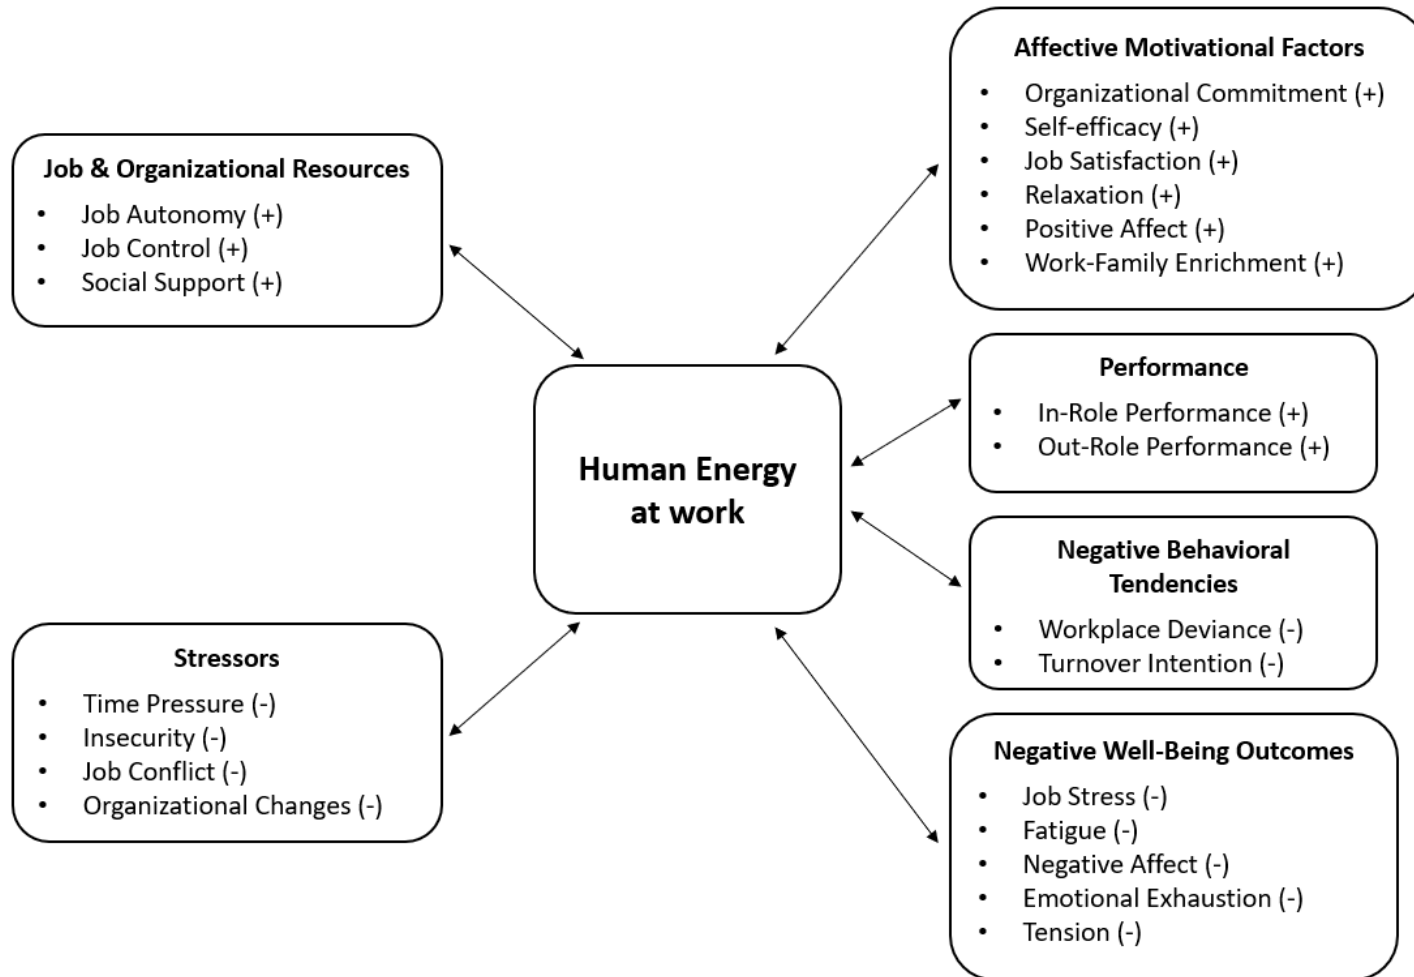 Affective Motivational Factors
• Organizational Commitment (+)
• Self-efficacy (+)
• Job Satisfaction (+)
• Relaxation (+)
• Positive Affect (+)
• Work-Family Enrichment (+)
Job & Organizational Resources
• Job Autonomy (+)
• Job Control (+)
• Social Support (+)
Performance
• In-Role Performance (+)
• Out-Role Performance (+)
Human Energy
at work
Negative Behavioral
Tendencies
• Workplace Deviance (-)
• Turnover Intention (-)
Stressors
• Time Pressure (-)
• Insecurity (-)
• Job Conflict (-)
• Organizational Changes (-)
Negative Well-Being Outcomes
• Job Stress (-)
• Fatigue (-)
• Negative Affect (-)
• Emotional Exhaustion (-)
• Tension (-)